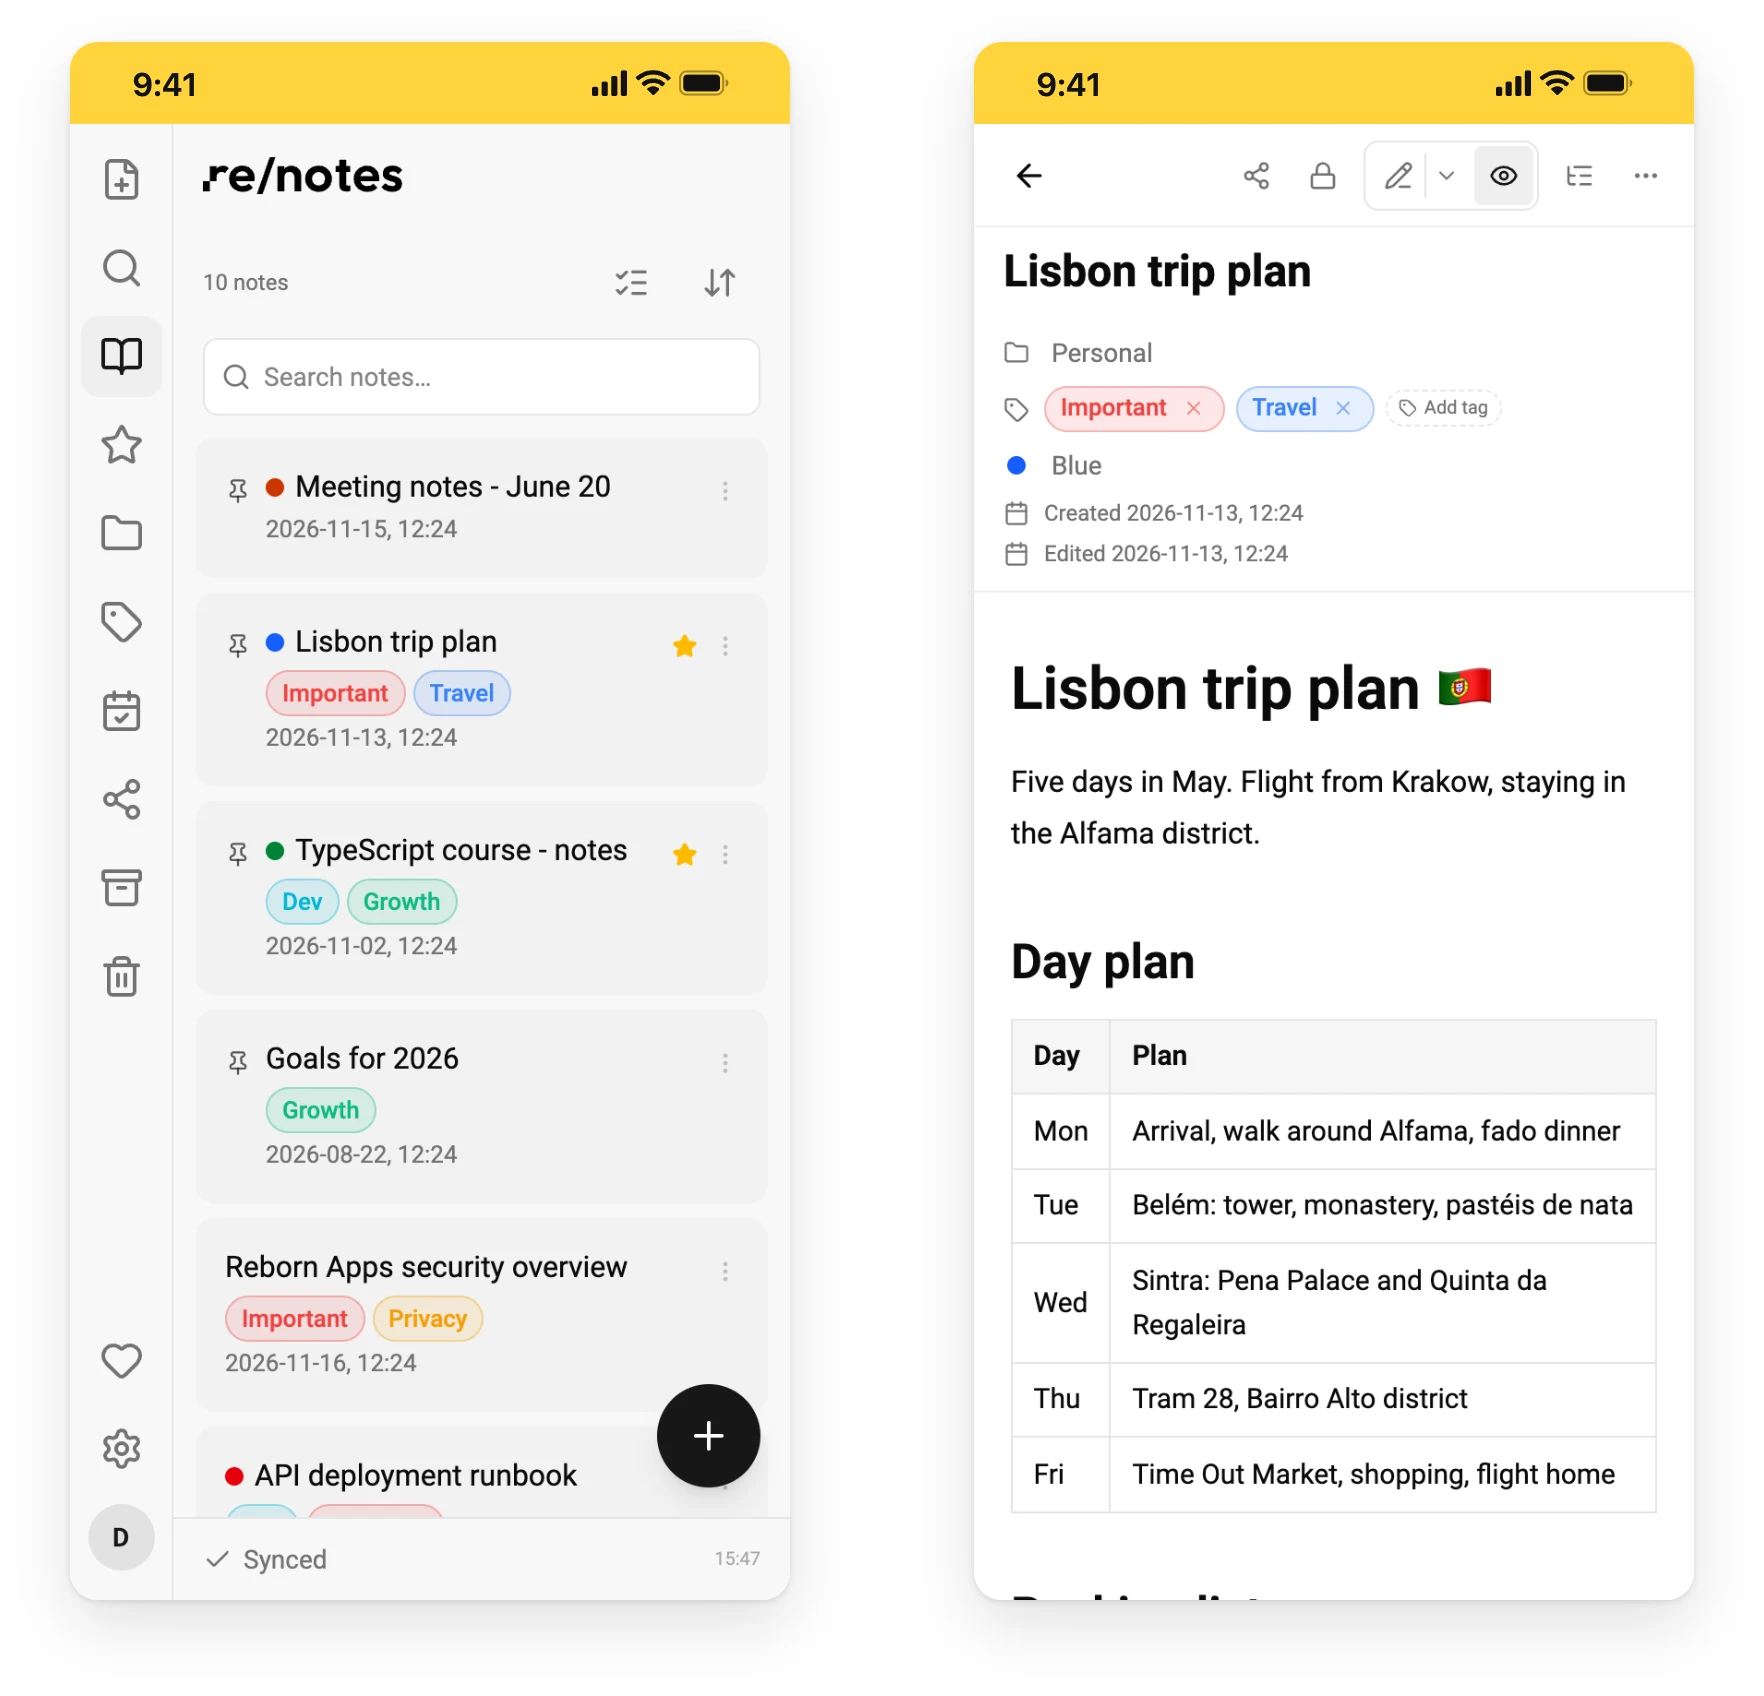 9:41
.re/notes
10 notes
Search notes...
Meeting notes - June 20
2026-11-15, 12:24
Lisbon trip plan
Important Travel
2026-11-13, 12:24
TypeScript course - notes
Dev Growth
2026-11-02, 12:24
Goals for 2026
Growth
2026-08-22, 12:24
Reborn Apps security overview
Important Privacy
2026-11-16, 12:24
API deployment runbook
D
Synced 15:47
9:41
Lisbon trip plan
Personal
Important Travel Add tag
Blue
Created 2026-11-13, 12:24
Edited 2026-11-13, 12:24
Lisbon trip plan 🇵🇹
Five days in May. Flight from Krakow, staying in
the Alfama district.
Day plan
Day Plan
Mon Arrival, walk around Alfama, fado dinner
Tue Belém: tower, monastery, pastéis de nata
Wed Sintra: Pena Palace and Quinta da
Regaleira
Thu Tram 28, Bairro Alto district
Fri Time Out Market, shopping, flight home